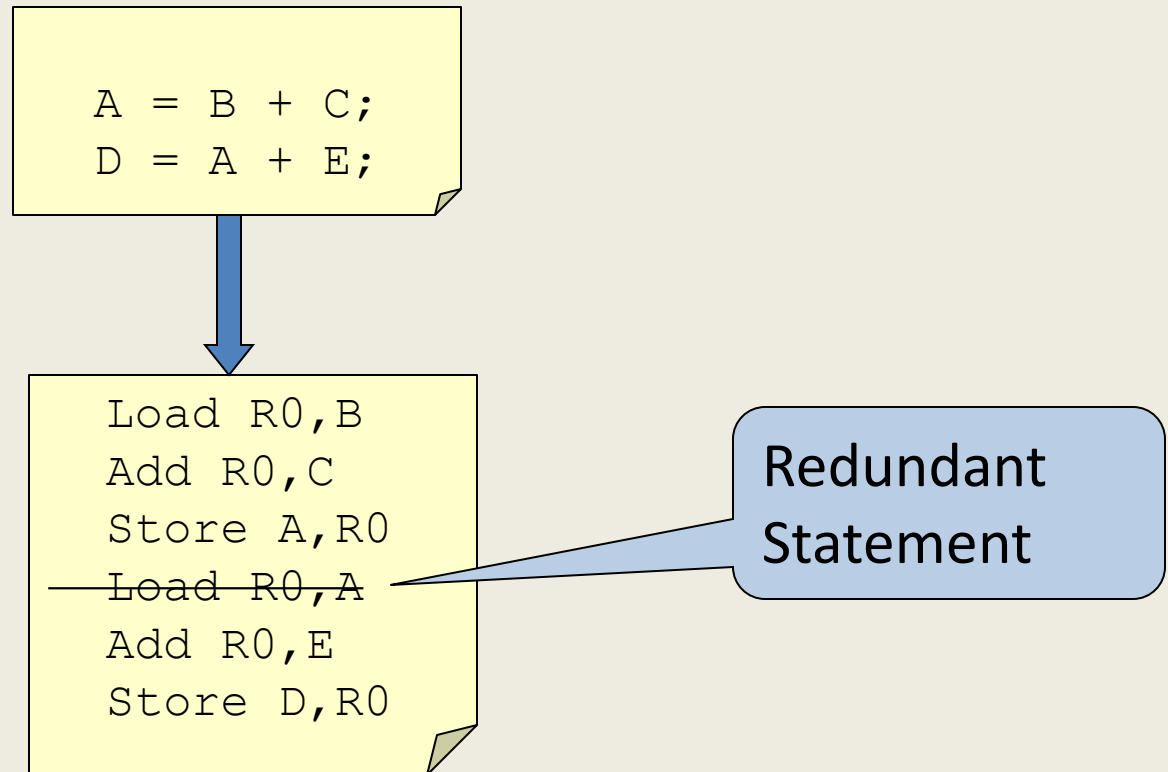 A = B + C;
D = A + E;
Load R0,B
Add R0,C
Store A,R0
Load R0,A
Add R0,E
Store D,R0
Redundant
Statement